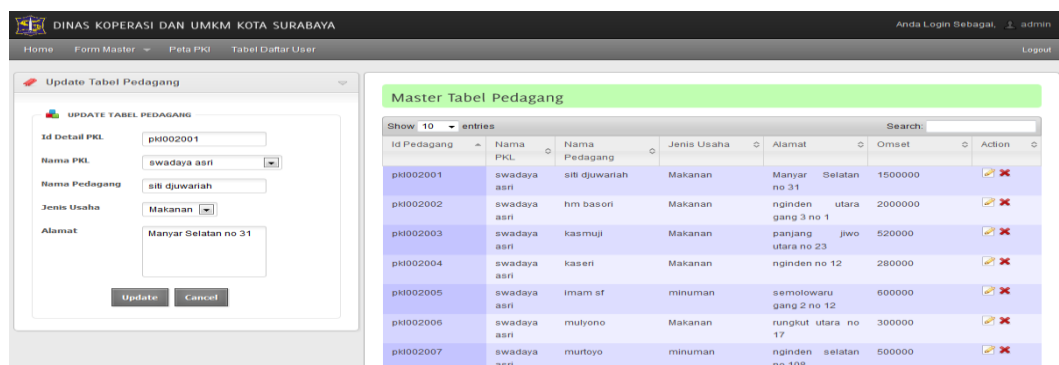 DINAS KOPERASI DAN UMKM KOTA SURABAYA
Anda Login Sebagai, admin
Home Form Master Peta PKl Tabel Daftar User
Logout
Update Tabel Pedagang
UPDATE TABEL PEDAGANG
Id Detail PKL pkl002001
Nama PKL swadaya asri
Nama Pedagang siti djuwariah
Jenis Usaha Makanan
Alamat Manyar Selatan no 31
Update Cancel
Master Tabel Pedagang
Show 10 entries Search:
Id Pedagang Nama PKL Nama Pedagang Jenis Usaha Alamat Omset Action
pkl002001 swadaya asri siti djuwariah Makanan Manyar Selatan no 31 1500000
pkl002002 swadaya asri hm basori Makanan nginden utara gang 3 no 1 2000000
pkl002003 swadaya asri kasmuji Makanan panjang jiwo utara no 23 520000
pkl002004 swadaya asri kaseri Makanan nginden no 12 280000
pkl002005 swadaya asri imam sf minuman semolowaru gang 2 no 12 600000
pkl002006 swadaya asri mulyono Makanan rungkut utara no 17 300000
pkl002007 swadaya asri murtoyo minuman nginden selatan no 108 500000